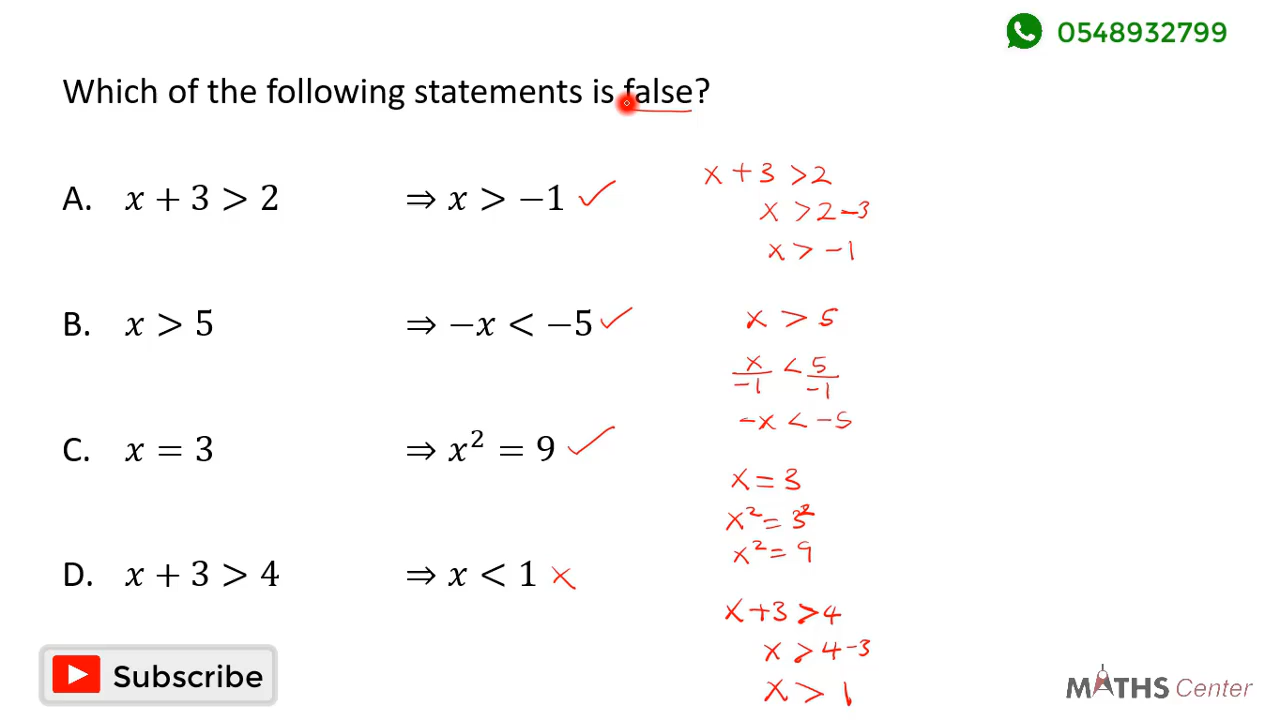 0548932799
Which of the following statements is false?
A. x + 3 > 2 ⇒ x > −1 ✓
x + 3 > 2
x > 2 − 3
x > −1
B. x > 5 ⇒ −x < −5 ✓
x > 5
x/−1 < 5/−1
−x < −5
C. x = 3 ⇒ x² = 9 ✓
x = 3
x² = 3²
x² = 9
D. x + 3 > 4 ⇒ x < 1 ×
x + 3 > 4
x > 4 − 3
x > 1
Subscribe
MATHS Center